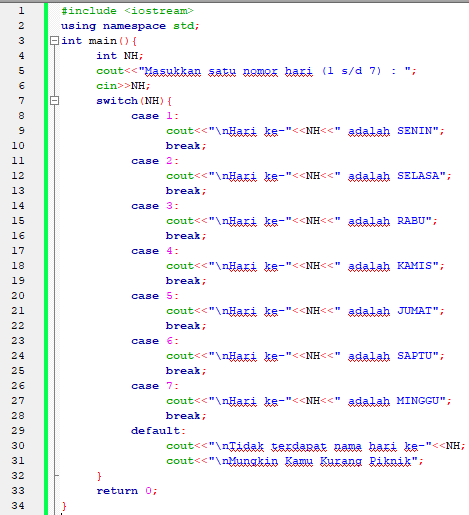 1 #include <iostream>
2 using namespace std;
3 int main(){
4 int NH;
5 cout<<"Masukkan satu nomor hari (1 s/d 7) : ";
6 cin>>NH;
7 switch(NH){
8 case 1:
9 cout<<"\nHari ke-"<<NH<<" adalah SENIN";
10 break;
11 case 2:
12 cout<<"\nHari ke-"<<NH<<" adalah SELASA";
13 break;
14 case 3:
15 cout<<"\nHari ke-"<<NH<<" adalah RABU";
16 break;
17 case 4:
18 cout<<"\nHari ke-"<<NH<<" adalah KAMIS";
19 break;
20 case 5:
21 cout<<"\nHari ke-"<<NH<<" adalah JUMAT";
22 break;
23 case 6:
24 cout<<"\nHari ke-"<<NH<<" adalah SAPTU";
25 break;
26 case 7:
27 cout<<"\nHari ke-"<<NH<<" adalah MINGGU";
28 break;
29 default:
30 cout<<"\nTidak terdapat nama hari ke-"<<NH;
31 cout<<"\nMungkin Kamu Kurang Piknik";
32 }
33 return 0;
34 }